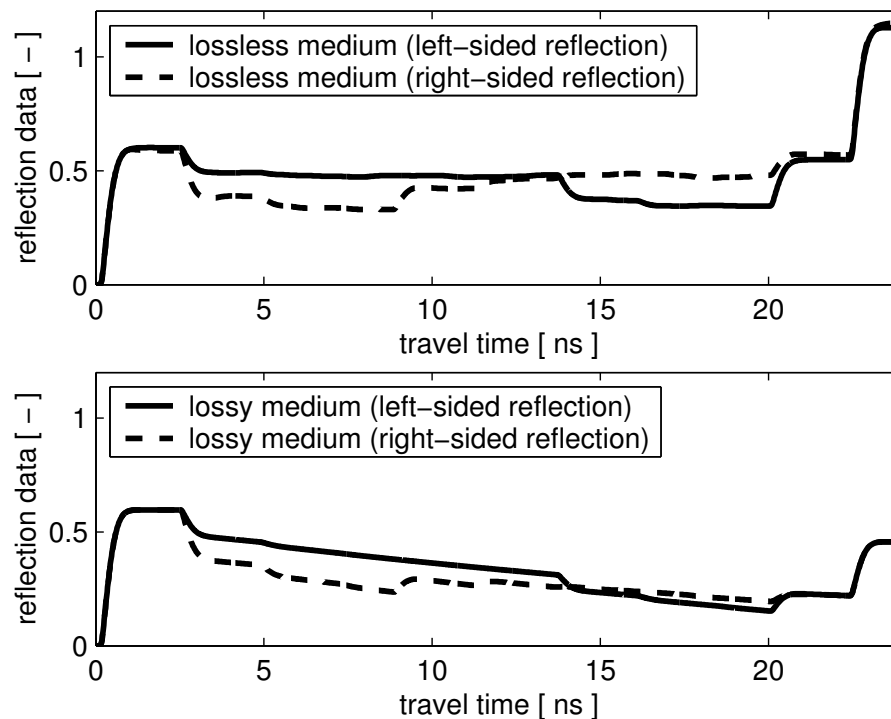 reflection data [ − ]
1
0.5
0
lossless medium (left−sided reflection)
lossless medium (right−sided reflection)
0 5 10 15 20
travel time [ ns ]
reflection data [ − ]
1
0.5
0
lossy medium (left−sided reflection)
lossy medium (right−sided reflection)
0 5 10 15 20
travel time [ ns ]